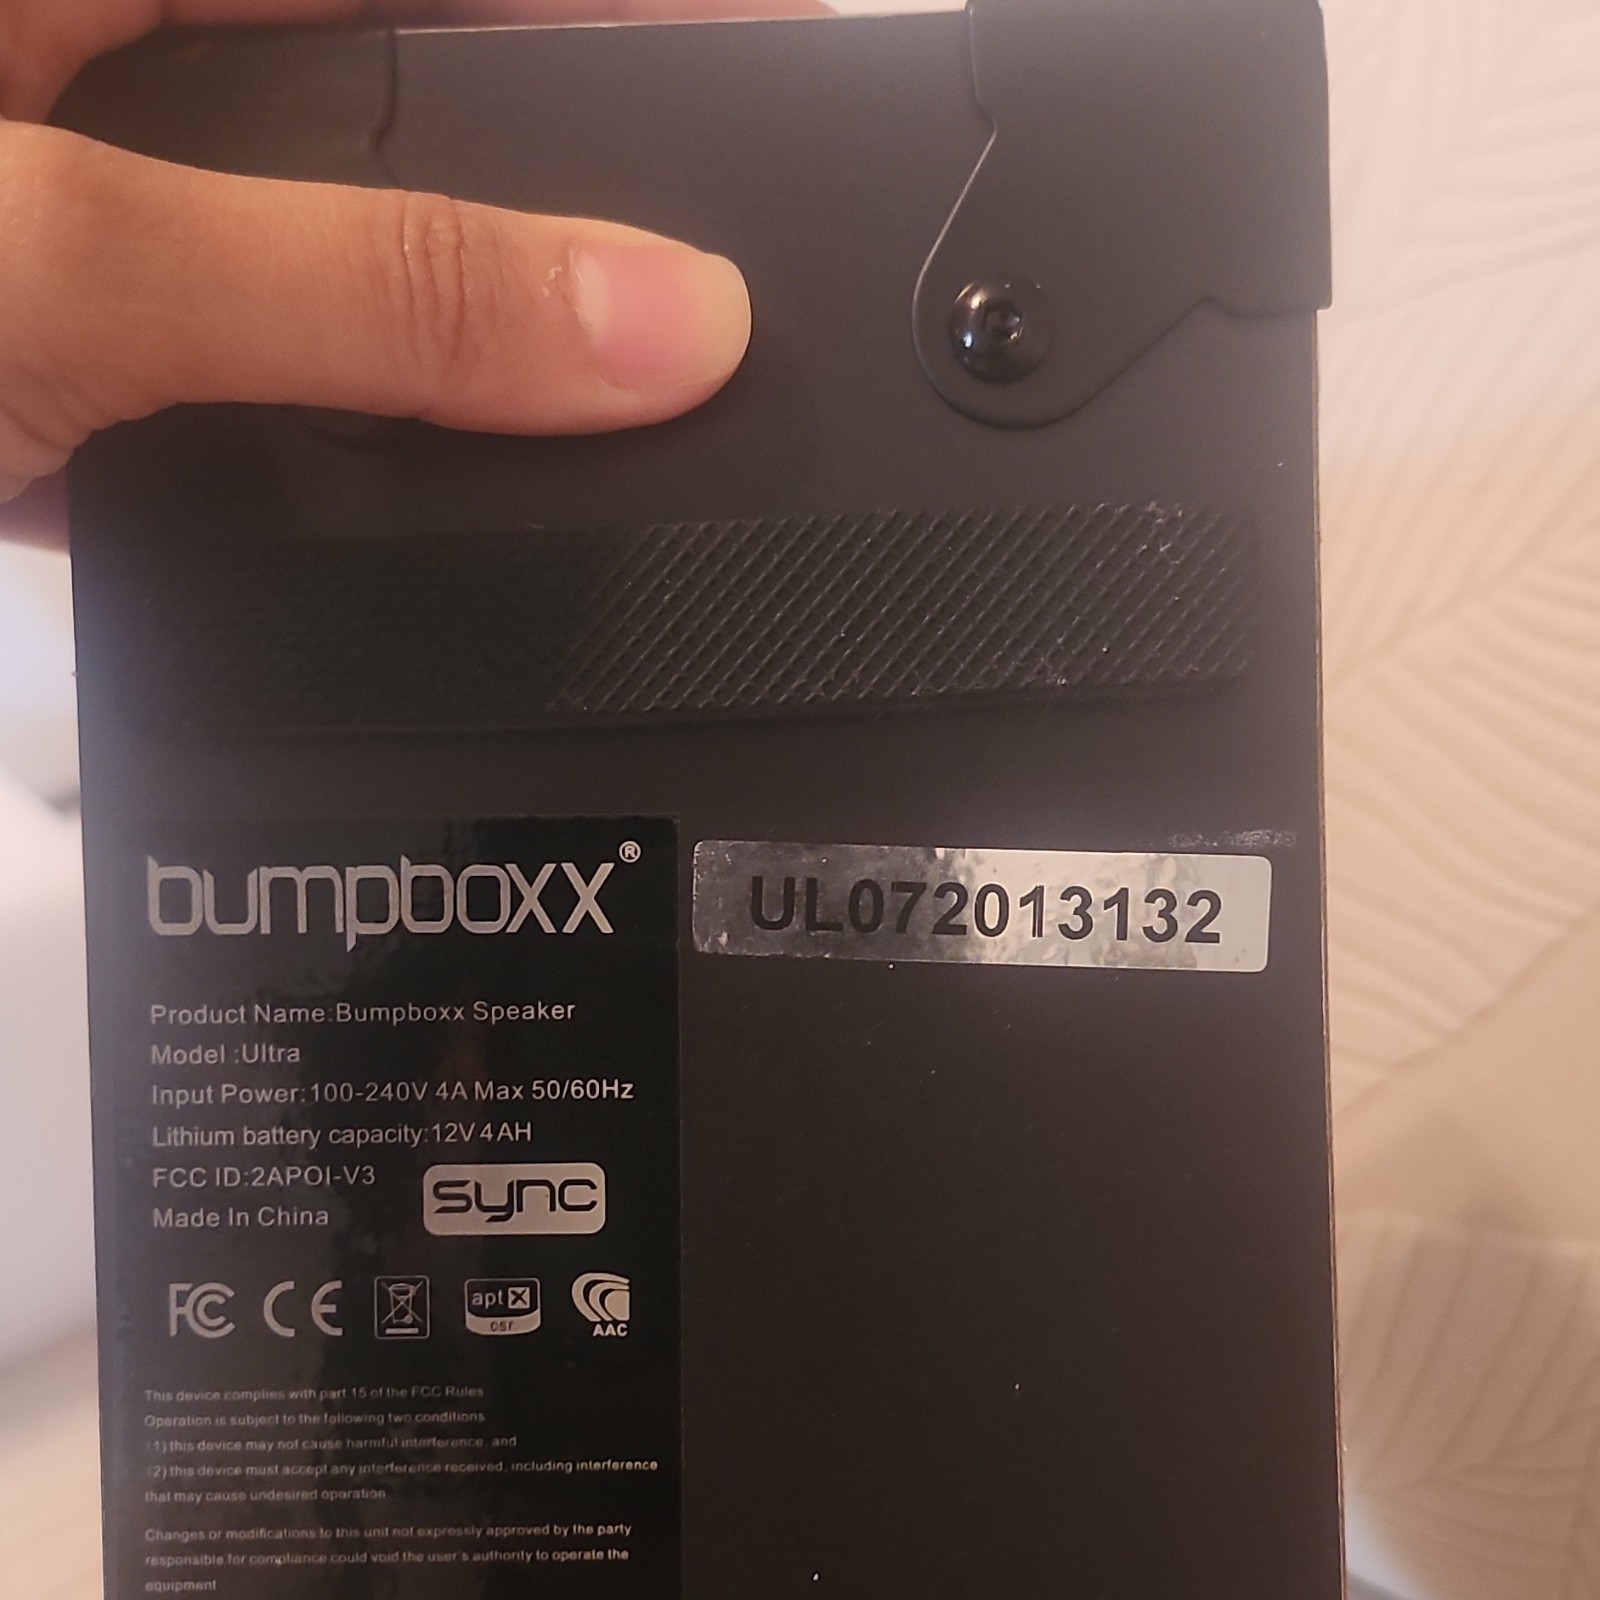 bumpboxx®
UL072013132
Product Name:Bumpboxx Speaker
Model :Ultra
Input Power:100-240V 4A Max 50/60Hz
Lithium battery capacity:12V 4AH
FCC ID:2APOI-V3
Made In China
sync
FC CE aptX csr AAC
This device complies with part 15 of the FCC Rules
Operation is subject to the following two conditions
(1) this device may not cause harmful interference, and
(2) this device must accept any interference received, including interference
that may cause undesired operation
Changes or modifications to this unit not expressly approved by the party
responsible for compliance could void the user's authority to operate the
equipment